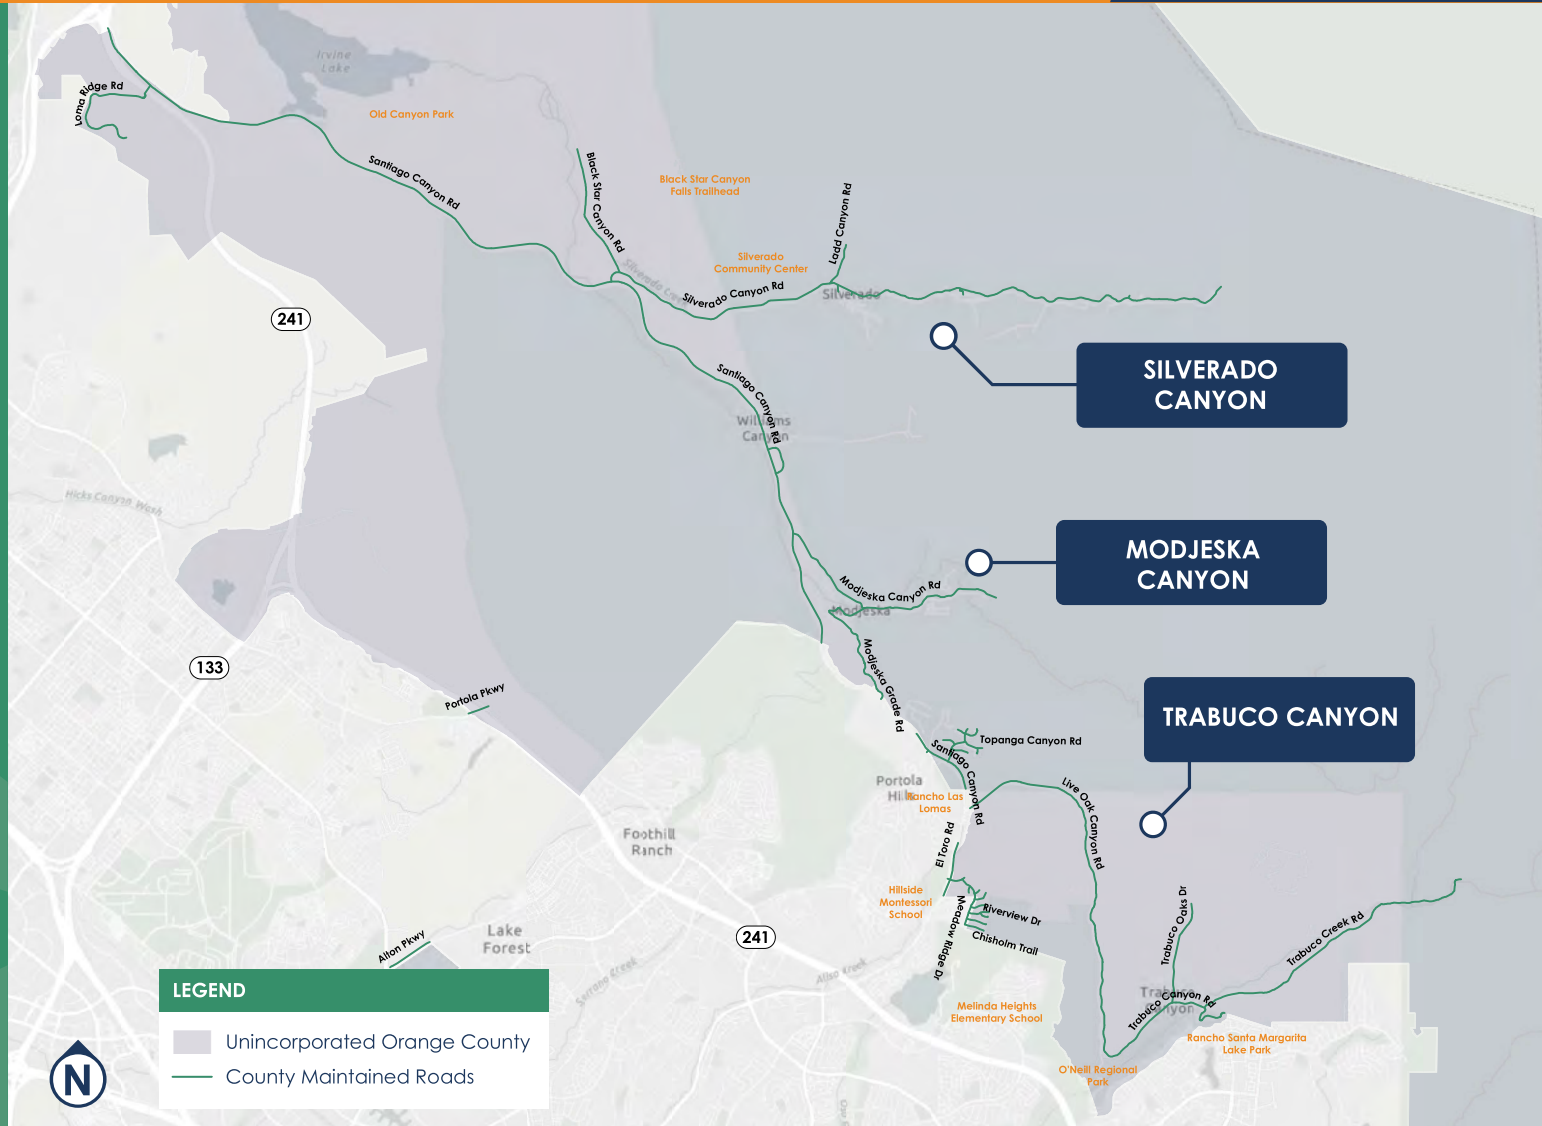 Irvine
Lake
Loma Ridge Rd
Old Canyon Park
Santiago Canyon Rd
Black Star Canyon Rd
Black Star Canyon
Falls Trailhead
Ladd Canyon Rd
Silverado
Community Center
Silverado Creek
Silverado Canyon Rd
Silverado
241
SILVERADO
CANYON
Santiago Canyon Rd
Williams
Canyon
Hicks Canyon Wash
MODJESKA
CANYON
Modjeska Canyon Rd
Modjeska
133
Modjeska Grade Rd
Portola Pkwy
TRABUCO CANYON
Topanga Canyon Rd
Santiago Canyon Rd
Portola
Hills
Rancho Las
Lomas
Live Oak Canyon Rd
Foothill
Ranch
El Toro Rd
Hillside
Montessori
School
Meadow Ridge Dr
Riverview Dr
Chisholm Trail
Trabuco Oaks Dr
Trabuco Creek Rd
Lake
Forest
241
Alton Pkwy
Serrano Creek
Aliso Creek
Trabuco
Canyon
Trabuco Canyon Rd
Melinda Heights
Elementary School
Rancho Santa Margarita
Lake Park
O'Neill Regional
Park
LEGEND
Unincorporated Orange County
County Maintained Roads
N